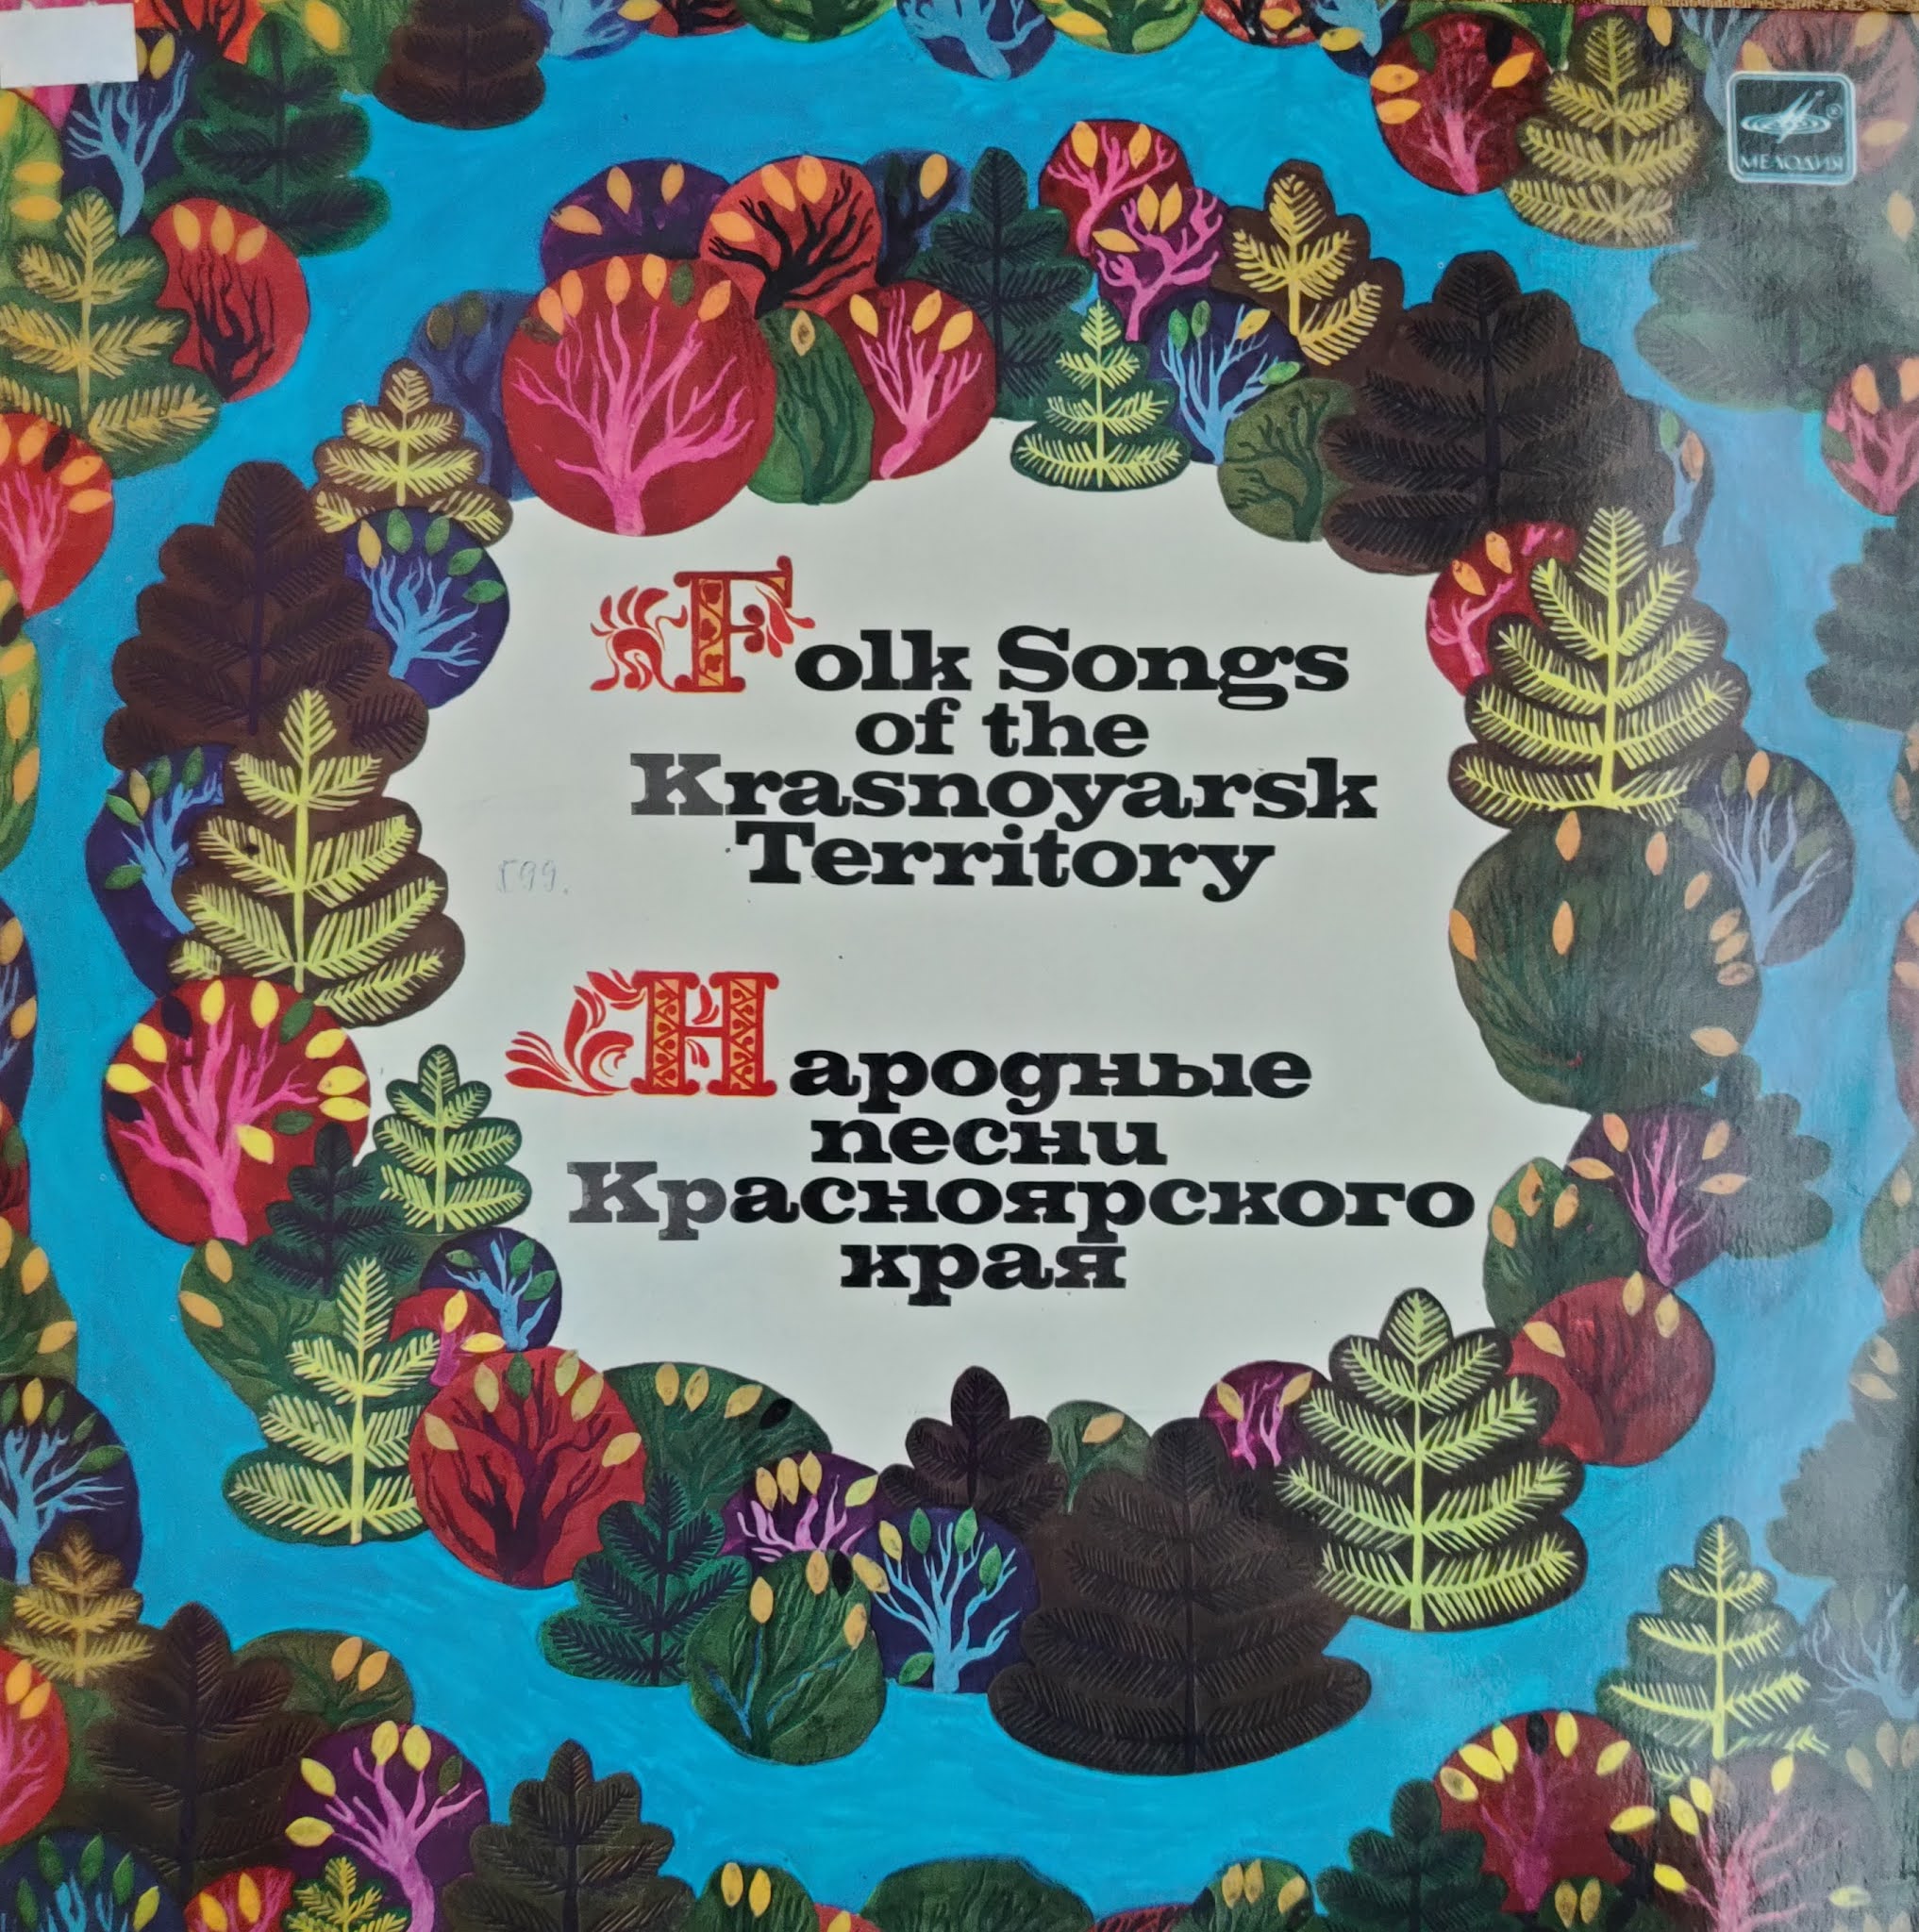 МЕЛОДИЯ
Folk Songs
of the
Krasnoyarsk
Territory
599.
Народные
песни
Красноярского
края